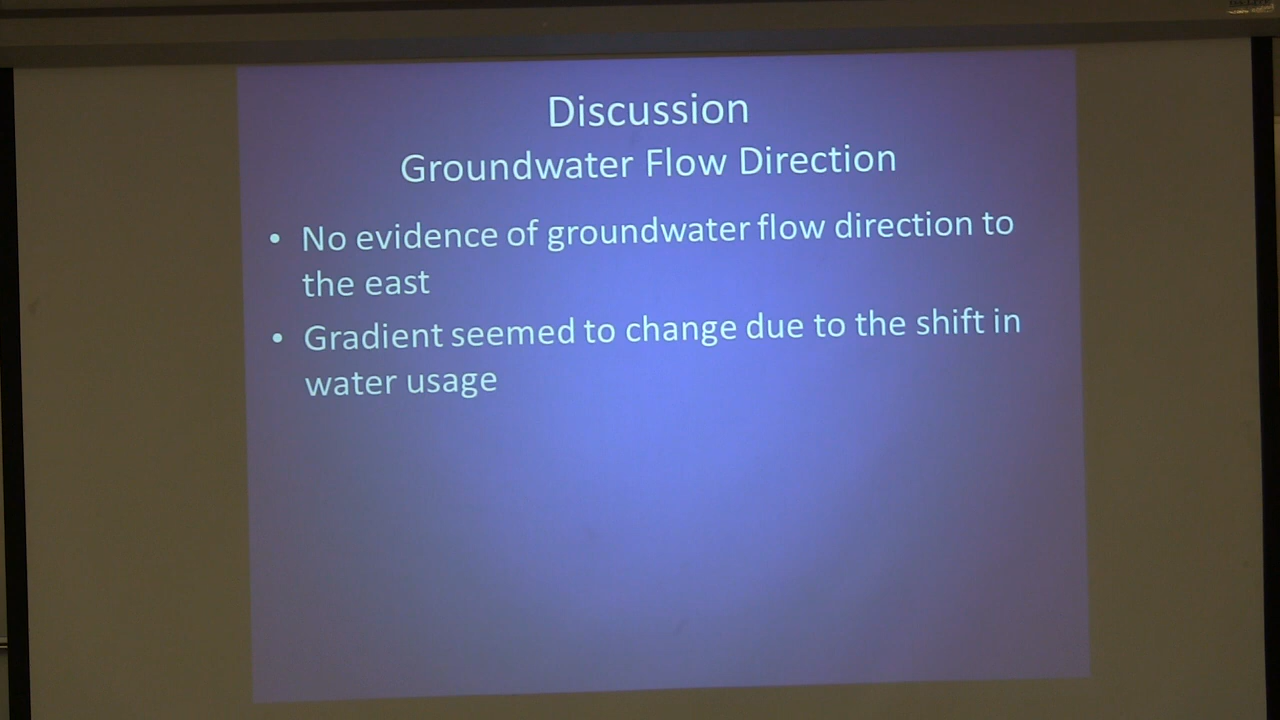 Discussion
Groundwater Flow Direction
• No evidence of groundwater flow direction to
the east
• Gradient seemed to change due to the shift in
water usage